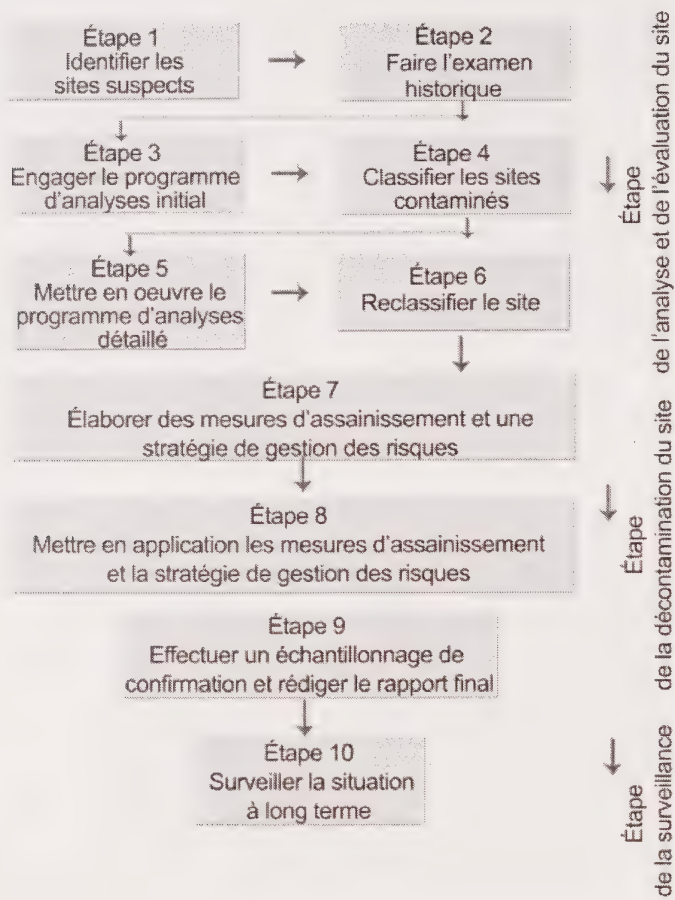 Étape 1
Identifier les
sites suspects
Étape 2
Faire l'examen
historique
Étape 3
Engager le programme
d'analyses initial
Étape 4
Classifier les sites
contaminés
Étape 5
Mettre en oeuvre le
programme d'analyses
détaillé
Étape 6
Reclassifier le site
Étape 7
Élaborer des mesures d'assainissement et une
stratégie de gestion des risques
Étape 8
Mettre en application les mesures d'assainissement
et la stratégie de gestion des risques
Étape 9
Effectuer un échantillonnage de
confirmation et rédiger le rapport final
Étape 10
Surveiller la situation
à long terme
Étape
de l'analyse et de l'évaluation du site
Étape
de la décontamination du site
Étape
de la surveillance